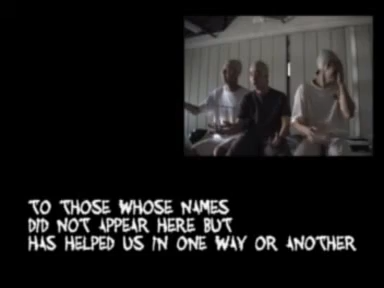 TO THOSE WHOSE NAMES
DID NOT APPEAR HERE BUT
HAS HELPED US IN ONE WAY OR ANOTHER